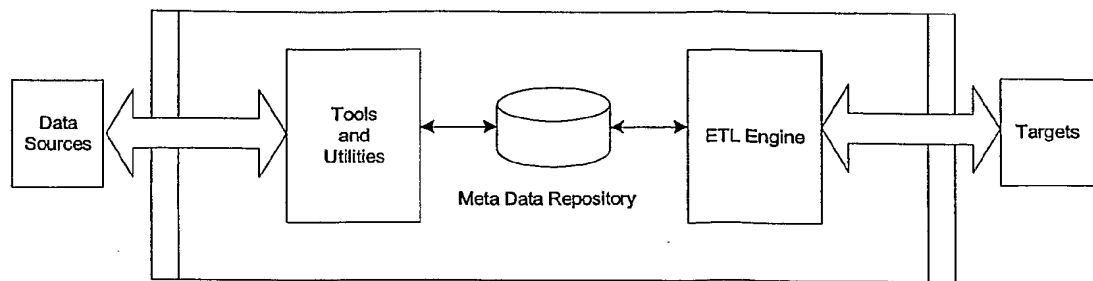 Data
Sources
Tools
and
Utilities
Meta Data Repository
ETL Engine
Targets